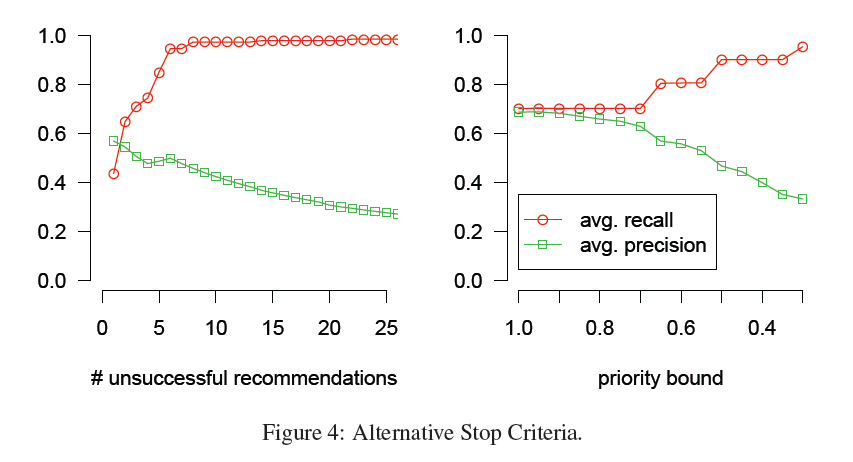 1.0
0.8
0.6
0.4
0.2
0.0
0 5 10 15 20 25
# unsuccessful recommendations
1.0
0.8
0.6
0.4
0.2
0.0
avg. recall
avg. precision
1.0 0.8 0.6 0.4
priority bound
Figure 4: Alternative Stop Criteria.